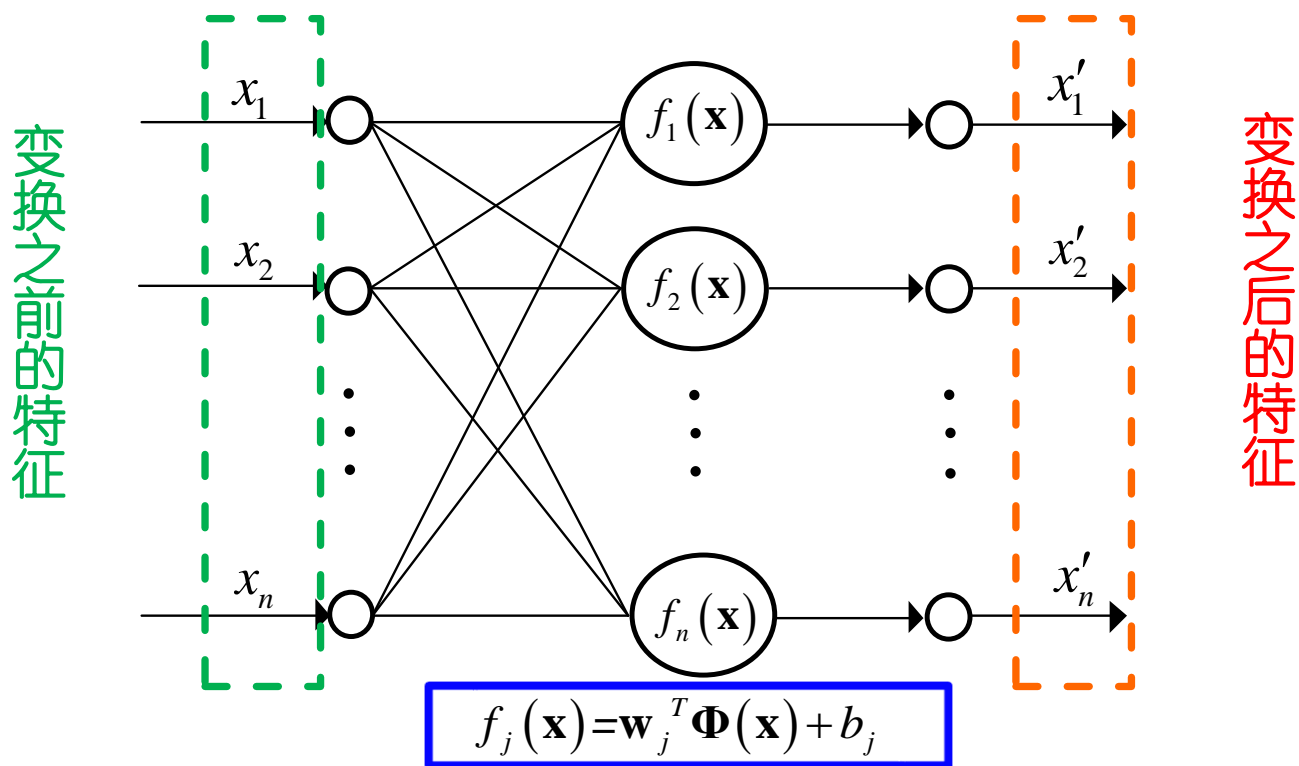 变换之前的特征
x₁
x₂
xₙ
f₁(𝐱)
f₂(𝐱)
fₙ(𝐱)
x′₁
x′₂
x′ₙ
变换之后的特征
fⱼ(𝐱)=𝐰ⱼᵀ𝚽(𝐱)+bⱼ